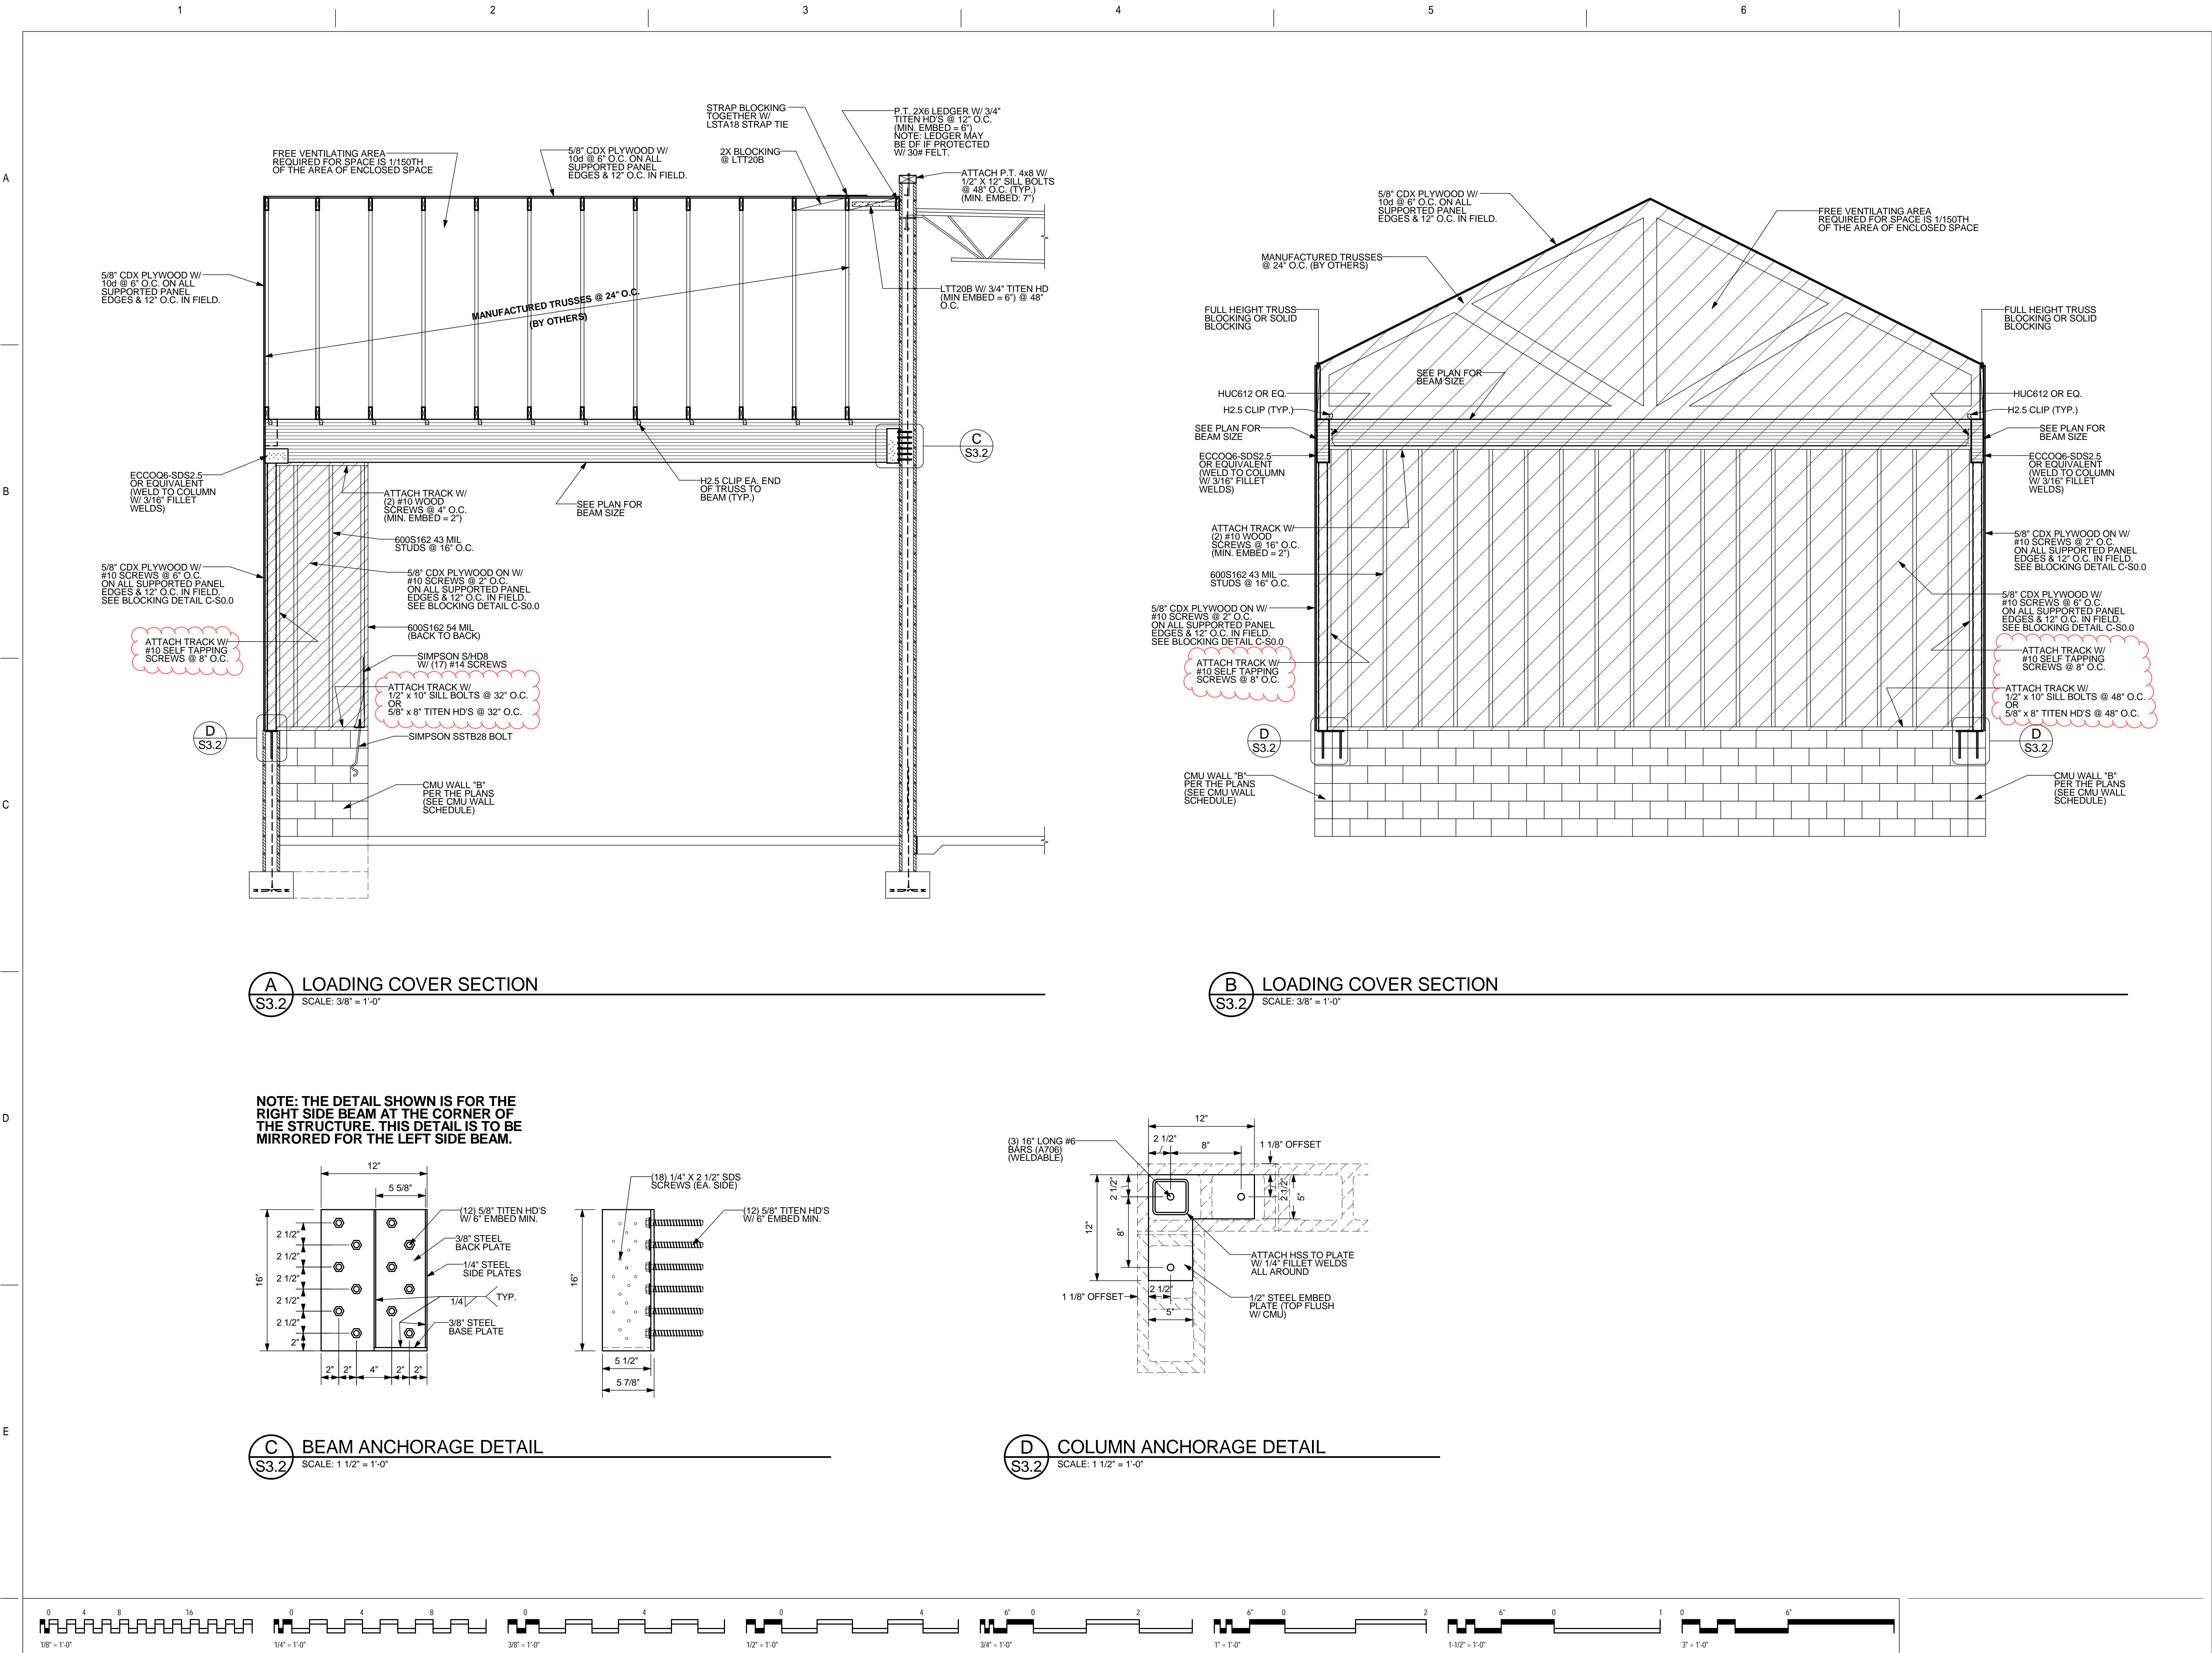 1
2
3
4
5
6
A
B
C
D
E
FREE VENTILATING AREA
REQUIRED FOR SPACE IS 1/150TH
OF THE AREA OF ENCLOSED SPACE
5/8" CDX PLYWOOD W/
10d @ 6" O.C. ON ALL
SUPPORTED PANEL
EDGES & 12" O.C. IN FIELD.
STRAP BLOCKING
TOGETHER W/
LSTA18 STRAP TIE
2X BLOCKING
@ LTT20B
P.T. 2X6 LEDGER W/ 3/4"
TITEN HD'S @ 12" O.C.
(MIN. EMBED = 6")
NOTE: LEDGER MAY
BE DF IF PROTECTED
W/ 30# FELT.
ATTACH P.T. 4x8 W/
1/2" X 12" SILL BOLTS
@ 48" O.C. (TYP.)
(MIN. EMBED: 7")
5/8" CDX PLYWOOD W/
10d @ 6" O.C. ON ALL
SUPPORTED PANEL
EDGES & 12" O.C. IN FIELD.
MANUFACTURED TRUSSES @ 24" O.C.
(BY OTHERS)
LTT20B W/ 3/4" TITEN HD
(MIN EMBED = 6") @ 48"
O.C.
C
S3.2
ECCOQ6-SDS2.5
OR EQUIVALENT
(WELD TO COLUMN
W/ 3/16" FILLET
WELDS)
ATTACH TRACK W/
(2) #10 WOOD
SCREWS @ 4" O.C.
(MIN. EMBED = 2")
SEE PLAN FOR
BEAM SIZE
H2.5 CLIP EA. END
OF TRUSS TO
BEAM (TYP.)
600S162 43 MIL
STUDS @ 16" O.C.
5/8" CDX PLYWOOD W/
#10 SCREWS @ 6" O.C.
ON ALL SUPPORTED PANEL
EDGES & 12" O.C. IN FIELD.
SEE BLOCKING DETAIL C-S0.0
5/8" CDX PLYWOOD ON W/
#10 SCREWS @ 2" O.C.
ON ALL SUPPORTED PANEL
EDGES & 12" O.C. IN FIELD.
SEE BLOCKING DETAIL C-S0.0
600S162 54 MIL
(BACK TO BACK)
ATTACH TRACK W/
#10 SELF TAPPING
SCREWS @ 8" O.C.
SIMPSON S/HD8
W/ (17) #14 SCREWS
ATTACH TRACK W/
1/2" x 10" SILL BOLTS @ 32" O.C.
OR
5/8" x 8" TITEN HD'S @ 32" O.C.
D
S3.2
SIMPSON SSTB28 BOLT
CMU WALL "B"
PER THE PLANS
(SEE CMU WALL
SCHEDULE)
A
S3.2
LOADING COVER SECTION
SCALE: 3/8" = 1'-0"
5/8" CDX PLYWOOD W/
10d @ 6" O.C. ON ALL
SUPPORTED PANEL
EDGES & 12" O.C. IN FIELD.
FREE VENTILATING AREA
REQUIRED FOR SPACE IS 1/150TH
OF THE AREA OF ENCLOSED SPACE
MANUFACTURED TRUSSES
@ 24" O.C. (BY OTHERS)
FULL HEIGHT TRUSS
BLOCKING OR SOLID
BLOCKING
FULL HEIGHT TRUSS
BLOCKING OR SOLID
BLOCKING
SEE PLAN FOR
BEAM SIZE
HUC612 OR EQ.
HUC612 OR EQ.
H2.5 CLIP (TYP.)
H2.5 CLIP (TYP.)
SEE PLAN FOR
BEAM SIZE
SEE PLAN FOR
BEAM SIZE
ECCOQ6-SDS2.5
OR EQUIVALENT
(WELD TO COLUMN
W/ 3/16" FILLET
WELDS)
ECCOQ6-SDS2.5
OR EQUIVALENT
(WELD TO COLUMN
W/ 3/16" FILLET
WELDS)
ATTACH TRACK W/
(2) #10 WOOD
SCREWS @ 16" O.C.
(MIN. EMBED = 2")
600S162 43 MIL
STUDS @ 16" O.C.
5/8" CDX PLYWOOD ON W/
#10 SCREWS @ 2" O.C.
ON ALL SUPPORTED PANEL
EDGES & 12" O.C. IN FIELD.
SEE BLOCKING DETAIL C-S0.0
5/8" CDX PLYWOOD ON W/
#10 SCREWS @ 2" O.C.
ON ALL SUPPORTED PANEL
EDGES & 12" O.C. IN FIELD.
SEE BLOCKING DETAIL C-S0.0
5/8" CDX PLYWOOD W/
#10 SCREWS @ 6" O.C.
ON ALL SUPPORTED PANEL
EDGES & 12" O.C. IN FIELD.
SEE BLOCKING DETAIL C-S0.0
ATTACH TRACK W/
#10 SELF TAPPING
SCREWS @ 8" O.C.
ATTACH TRACK W/
#10 SELF TAPPING
SCREWS @ 8" O.C.
ATTACH TRACK W/
1/2" x 10" SILL BOLTS @ 48" O.C.
OR
5/8" x 8" TITEN HD'S @ 48" O.C.
D
S3.2
D
S3.2
CMU WALL "B"
PER THE PLANS
(SEE CMU WALL
SCHEDULE)
CMU WALL "B"
PER THE PLANS
(SEE CMU WALL
SCHEDULE)
B
S3.2
LOADING COVER SECTION
SCALE: 3/8" = 1'-0"
NOTE: THE DETAIL SHOWN IS FOR THE
RIGHT SIDE BEAM AT THE CORNER OF
THE STRUCTURE. THIS DETAIL IS TO BE
MIRRORED FOR THE LEFT SIDE BEAM.
12"
5 5/8"
16"
2 1/2"
2 1/2"
2 1/2"
2 1/2"
2 1/2"
2"
2"
2"
4"
2"
2"
(12) 5/8" TITEN HD'S
W/ 6" EMBED MIN.
3/8" STEEL
BACK PLATE
1/4" STEEL
SIDE PLATES
1/4
TYP.
3/8" STEEL
BASE PLATE
(18) 1/4" X 2 1/2" SDS
SCREWS (EA. SIDE)
(12) 5/8" TITEN HD'S
W/ 6" EMBED MIN.
16"
5 1/2"
5 7/8"
C
S3.2
BEAM ANCHORAGE DETAIL
SCALE: 1 1/2" = 1'-0"
(3) 16" LONG #6
BARS (A706)
(WELDABLE)
12"
2 1/2"
8"
1 1/8" OFFSET
2 1/2"
12"
8"
2 1/2"
5"
1 1/8" OFFSET
2 1/2"
5"
ATTACH HSS TO PLATE
W/ 1/4" FILLET WELDS
ALL AROUND
1/2" STEEL EMBED
PLATE (TOP FLUSH
W/ CMU)
D
S3.2
COLUMN ANCHORAGE DETAIL
SCALE: 1 1/2" = 1'-0"
0 4 8 16
1/8" = 1'-0"
0 4 8
1/4" = 1'-0"
0 4
3/8" = 1'-0"
0 4
1/2" = 1'-0"
6" 0 2
3/4" = 1'-0"
6" 0 2
1" = 1'-0"
6" 0 1
1-1/2" = 1'-0"
0 6"
3" = 1'-0"